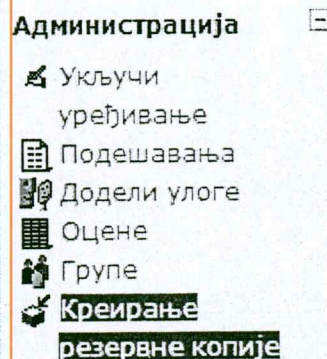 Администрација
Укључи
уређивање
Подешавања
Додели улоге
Оцене
Групе
Креирање
резервне копије